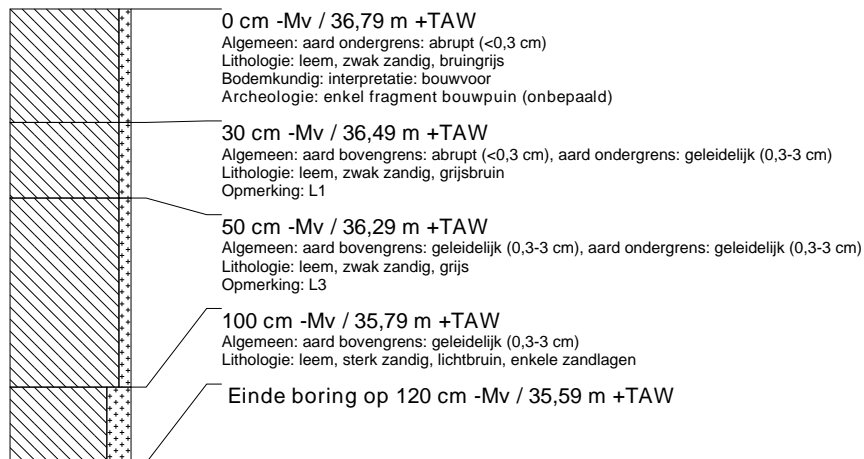 0 cm -Mv / 36,79 m +TAW
Algemeen: aard ondergrens: abrupt (<0,3 cm)
Lithologie: leem, zwak zandig, bruingrijs
Bodemkundig: interpretatie: bouwvoor
Archeologie: enkel fragment bouwpuin (onbepaald)
30 cm -Mv / 36,49 m +TAW
Algemeen: aard bovengrens: abrupt (<0,3 cm), aard ondergrens: geleidelijk (0,3-3 cm)
Lithologie: leem, zwak zandig, grijsbruin
Opmerking: L1
50 cm -Mv / 36,29 m +TAW
Algemeen: aard bovengrens: geleidelijk (0,3-3 cm), aard ondergrens: geleidelijk (0,3-3 cm)
Lithologie: leem, zwak zandig, grijs
Opmerking: L3
100 cm -Mv / 35,79 m +TAW
Algemeen: aard bovengrens: geleidelijk (0,3-3 cm)
Lithologie: leem, sterk zandig, lichtbruin, enkele zandlagen
Einde boring op 120 cm -Mv / 35,59 m +TAW